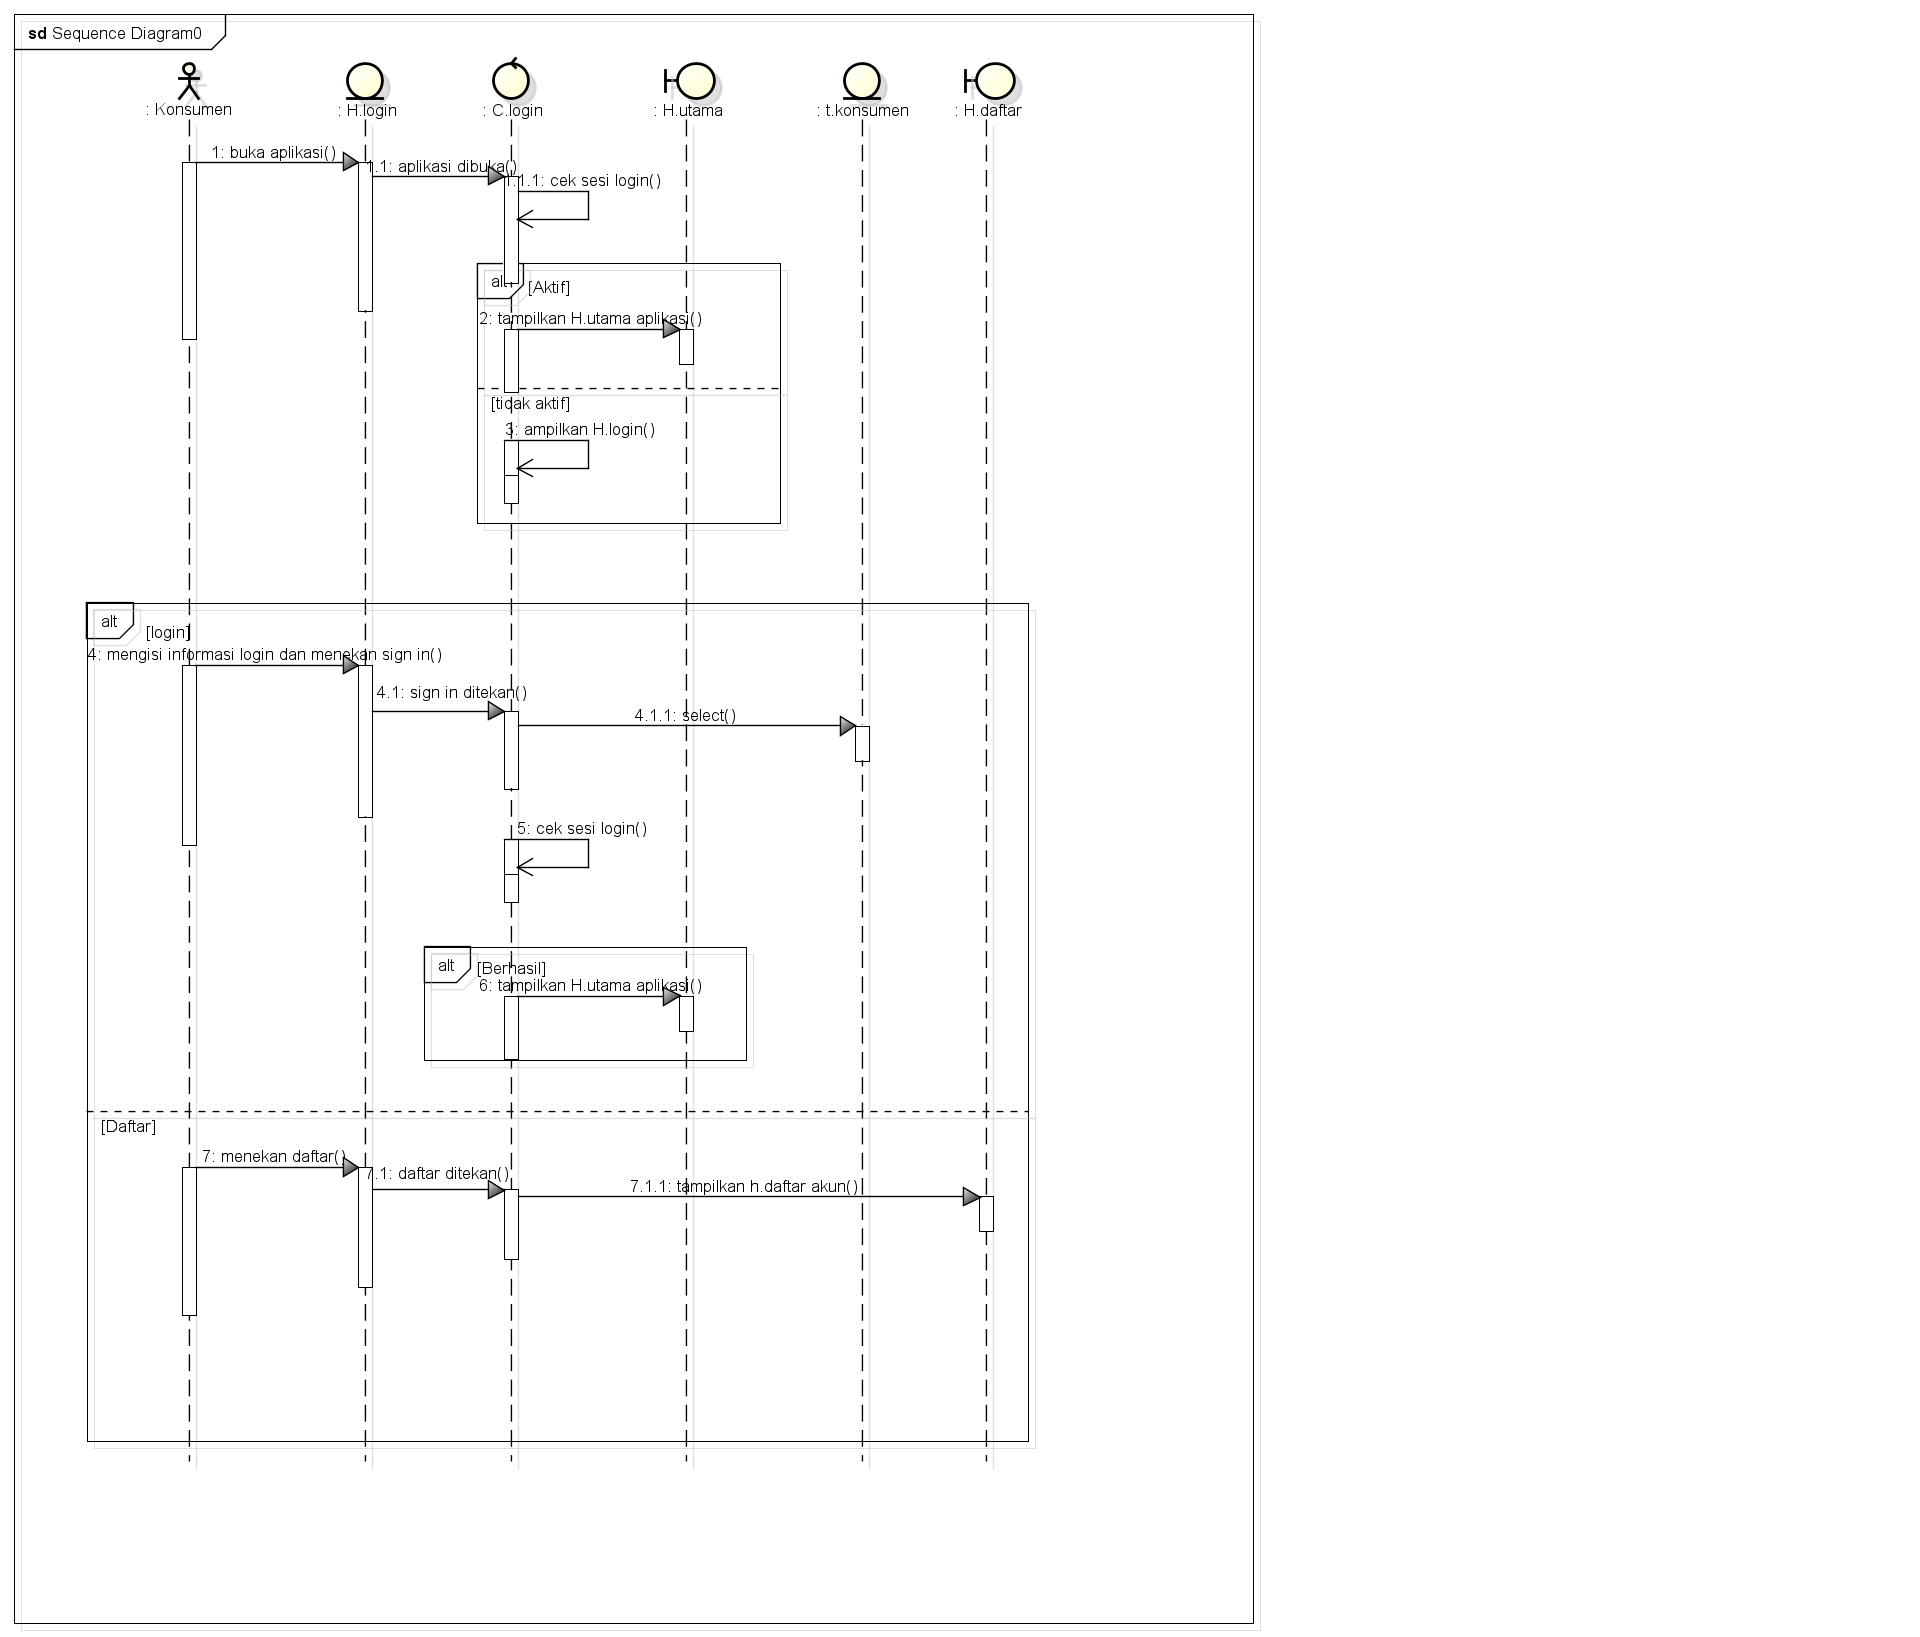 sd Sequence Diagram0
: Konsumen
: H.login
: C.login
: H.utama
: t.konsumen
: H.daftar
1: buka aplikasi()
1.1: aplikasi dibuka()
1.1.1: cek sesi login()
alt
[Aktif]
2: tampilkan H.utama aplikasi()
[tidak aktif]
3: ampilkan H.login()
alt
[login]
4: mengisi informasi login dan menekan sign in()
4.1: sign in ditekan()
4.1.1: select()
5: cek sesi login()
alt
[Berhasil]
6: tampilkan H.utama aplikasi()
[Daftar]
7: menekan daftar()
7.1: daftar ditekan()
7.1.1: tampilkan h.daftar akun()